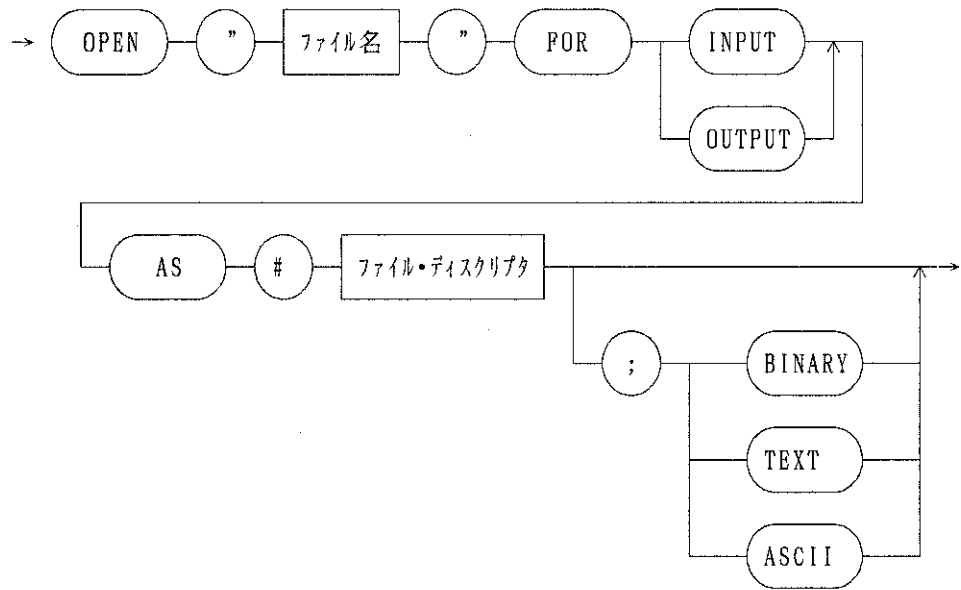 → OPEN ” ファイル名 ” FOR INPUT
OUTPUT
AS # ファイル・ディスクリプタ
; BINARY
TEXT
ASCII